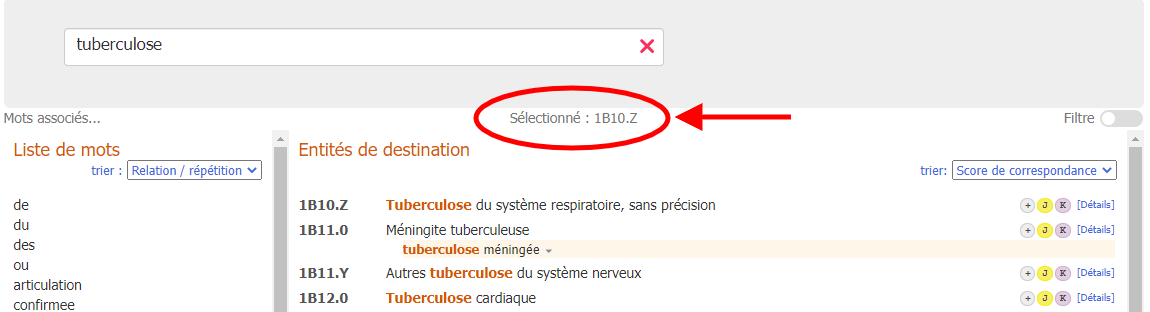 tuberculose
Mots associés...
Sélectionné : 1B10.Z
Filtre
Liste de mots
trier : Relation / répétition
de
du
des
ou
articulation
confirmee
Entités de destination
trier: Score de correspondance
1B10.Z Tuberculose du système respiratoire, sans précision + J K [Détails]
1B11.0 Méningite tuberculeuse + J K [Détails]
tuberculose méningée
1B11.Y Autres tuberculose du système nerveux + J K [Détails]
1B12.0 Tuberculose cardiaque + J K [Détails]